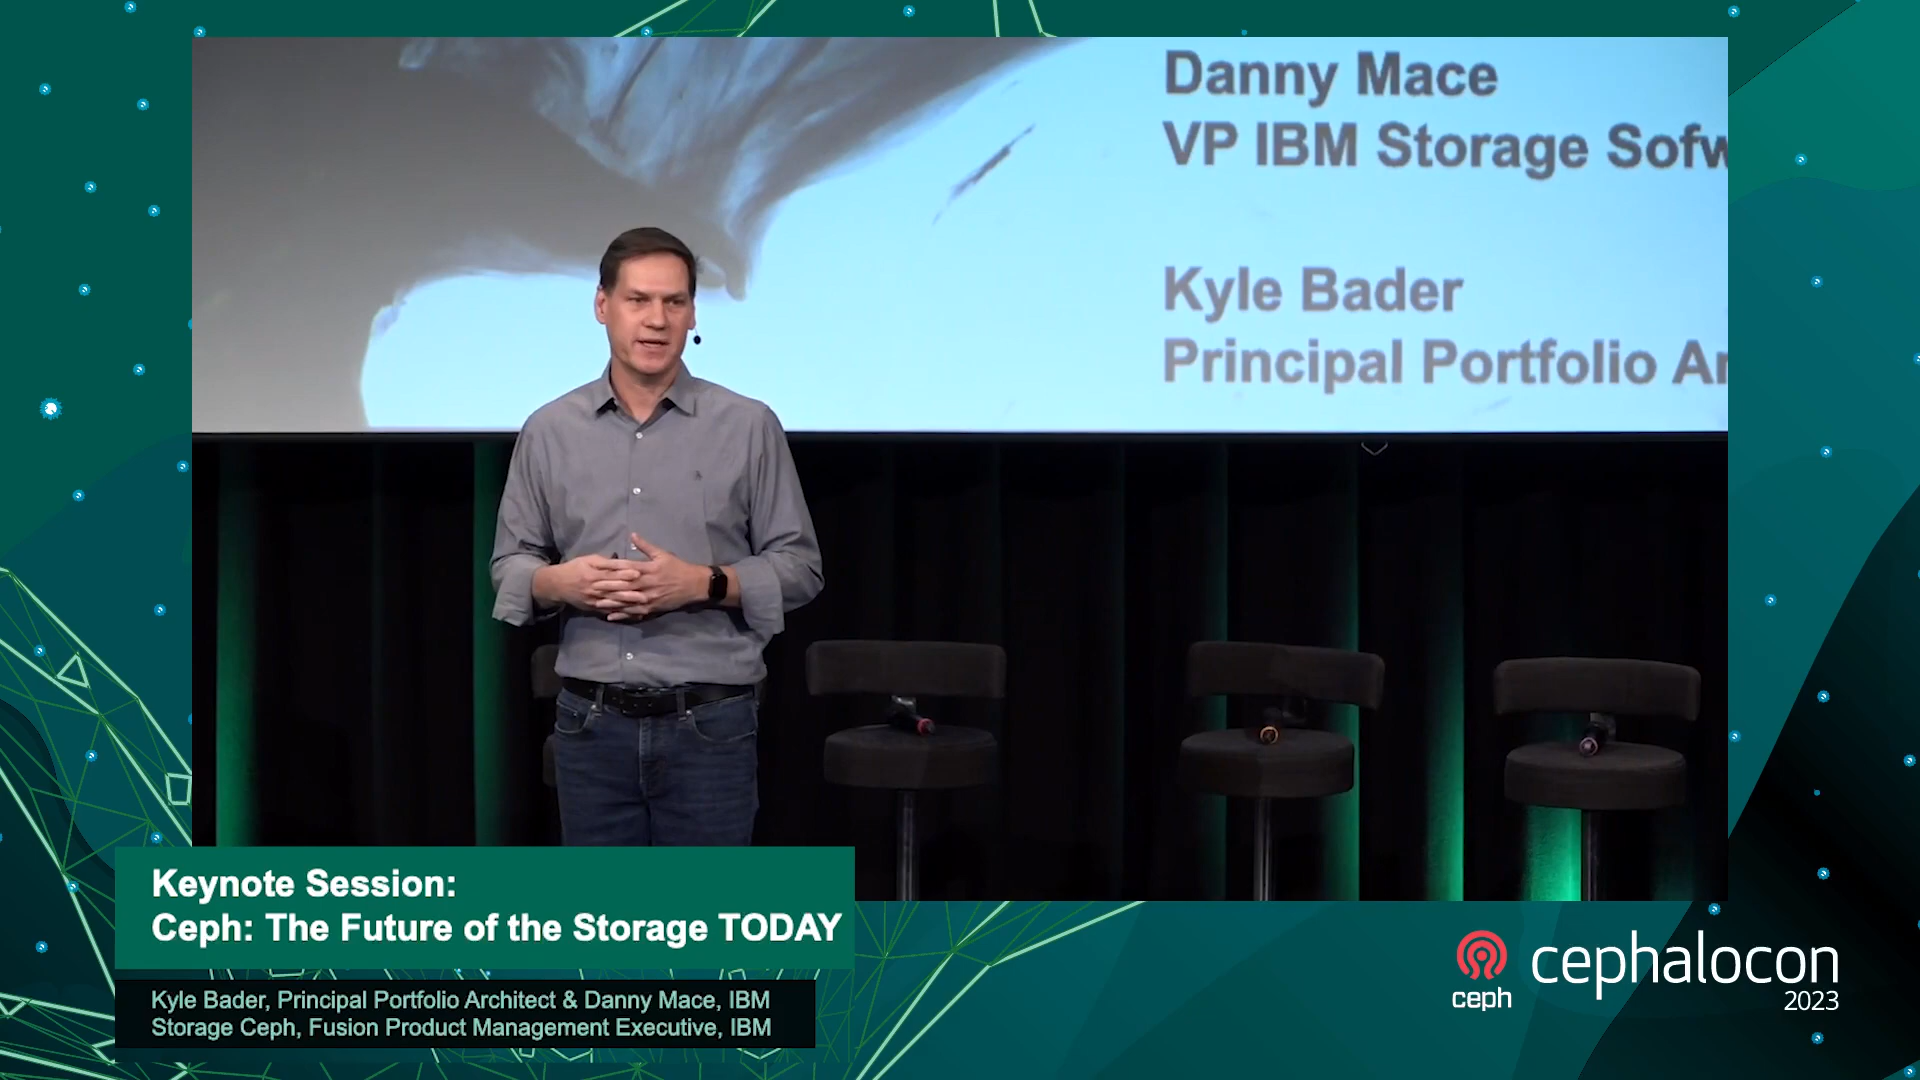 Danny Mace
VP IBM Storage Sofw
Kyle Bader
Principal Portfolio Ar
Keynote Session:
Ceph: The Future of the Storage TODAY
Kyle Bader, Principal Portfolio Architect & Danny Mace, IBM
Storage Ceph, Fusion Product Management Executive, IBM
ceph
cephalocon
2023